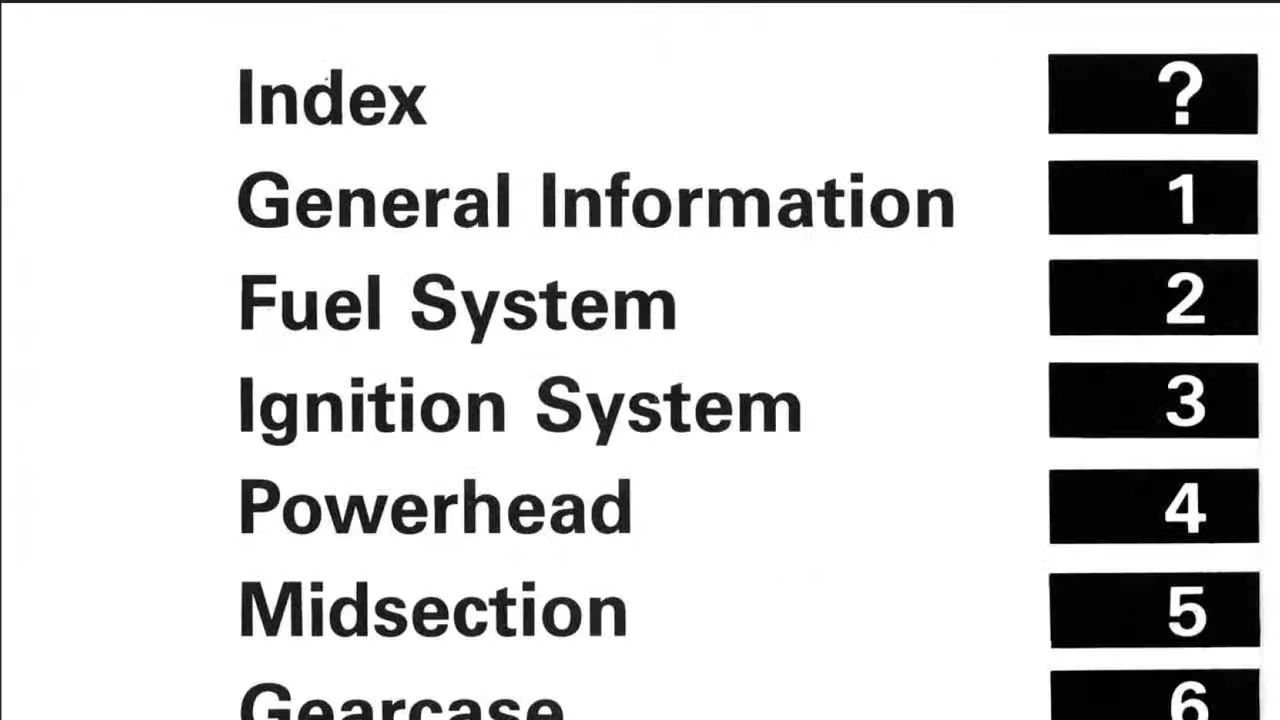 Index ?
General Information 1
Fuel System 2
Ignition System 3
Powerhead 4
Midsection 5
Gearcase 6